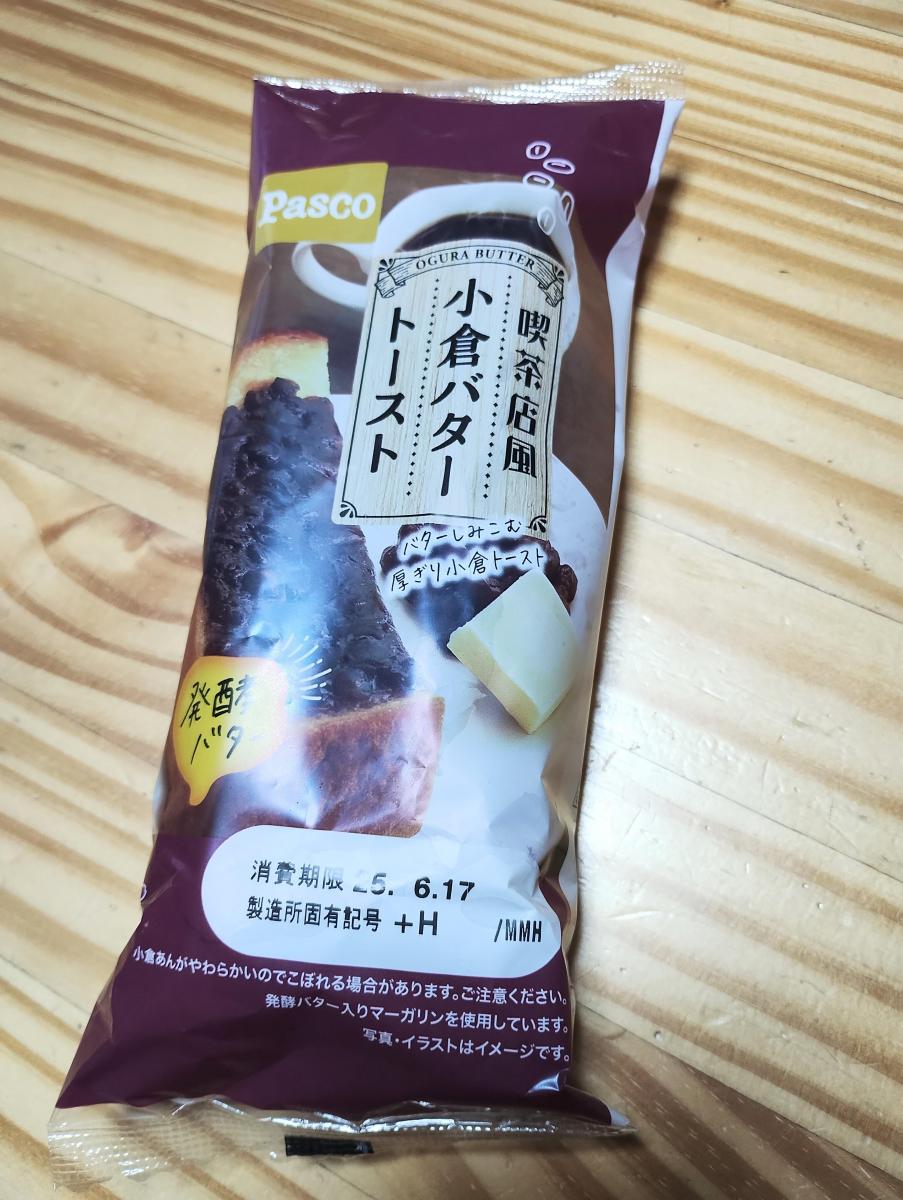 Pasco
OGURA BUTTER
喫茶店風
小倉バター
トースト
バターしみこむ
厚ぎり小倉トースト
発酵
バター
消費期限 25. 6.17
製造所固有記号 +H /MMH
小倉あんがやわらかいのでこぼれる場合があります。ご注意ください。
発酵バター入りマーガリンを使用しています。
写真・イラストはイメージです。